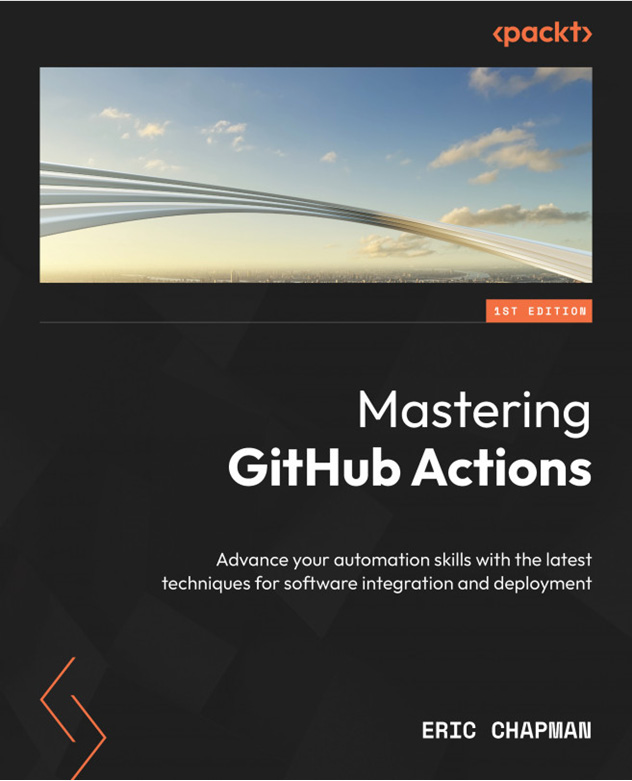 <packt>
1ST EDITION
Mastering
GitHub Actions
Advance your automation skills with the latest
techniques for software integration and deployment
ERIC CHAPMAN